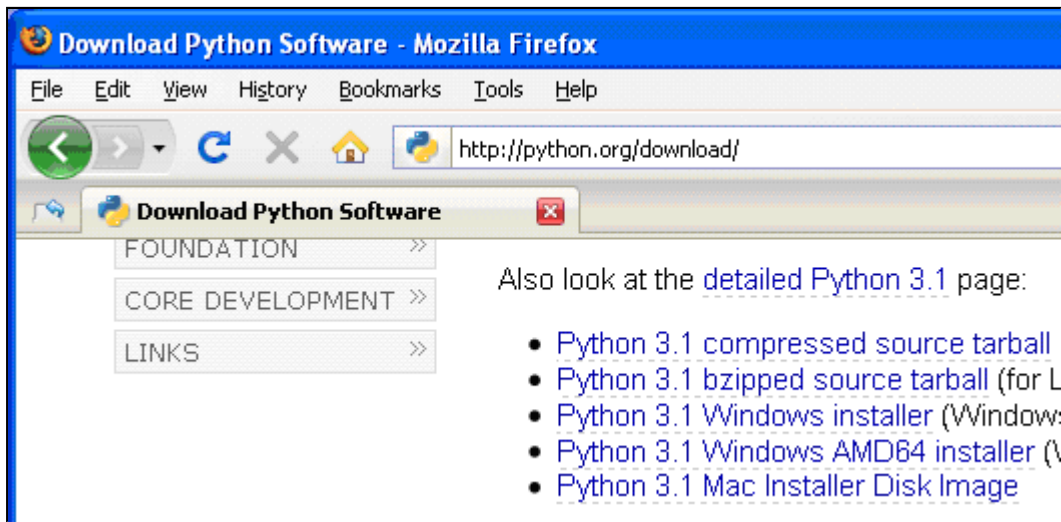 Download Python Software - Mozilla Firefox
File Edit View History Bookmarks Tools Help
http://python.org/download/
Download Python Software
FOUNDATION »
CORE DEVELOPMENT »
LINKS »
Also look at the detailed Python 3.1 page:
• Python 3.1 compressed source tarball
• Python 3.1 bzipped source tarball (for L
• Python 3.1 Windows installer (Windows
• Python 3.1 Windows AMD64 installer (
• Python 3.1 Mac Installer Disk Image